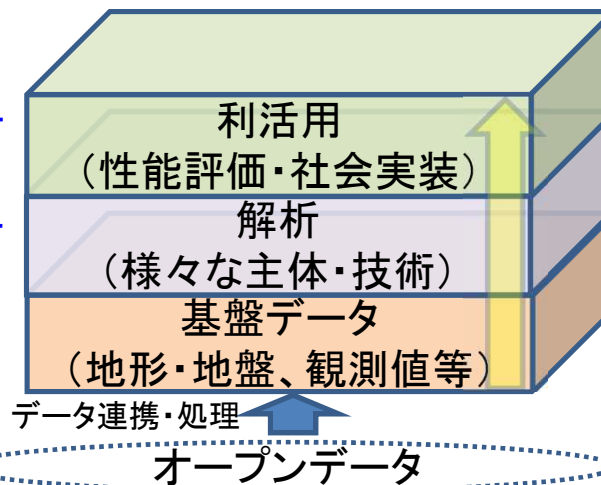 利活用
（性能評価・社会実装）
解析
（様々な主体・技術）
基盤データ
（地形・地盤、観測値等）
データ連携・処理
オープンデータ